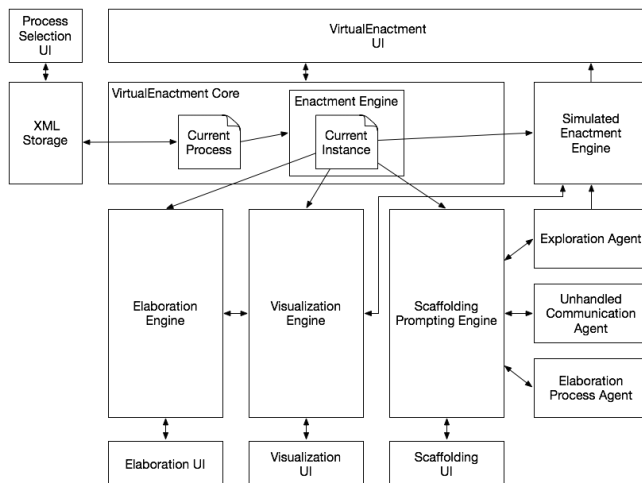 Process
Selection
UI
VirtualEnactment
UI
VirtualEnactment Core
Enactment Engine
XML
Storage
Current
Process
Current
Instance
Simulated
Enactment
Engine
Elaboration
Engine
Visualization
Engine
Scaffolding
Prompting Engine
Exploration Agent
Unhandled
Communication
Agent
Elaboration
Process Agent
Elaboration UI
Visualization
UI
Scaffolding
UI